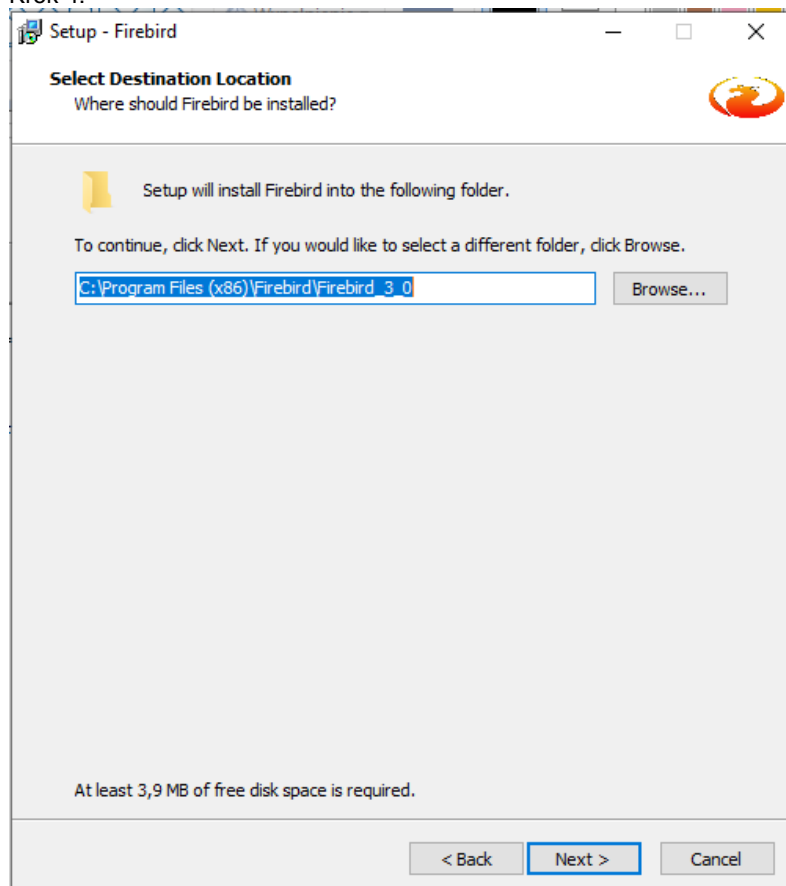 Setup - Firebird
Select Destination Location
Where should Firebird be installed?
Setup will install Firebird into the following folder.
To continue, click Next. If you would like to select a different folder, click Browse.
C:\Program Files (x86)\Firebird\Firebird_3_0
Browse...
At least 3,9 MB of free disk space is required.
< Back
Next >
Cancel